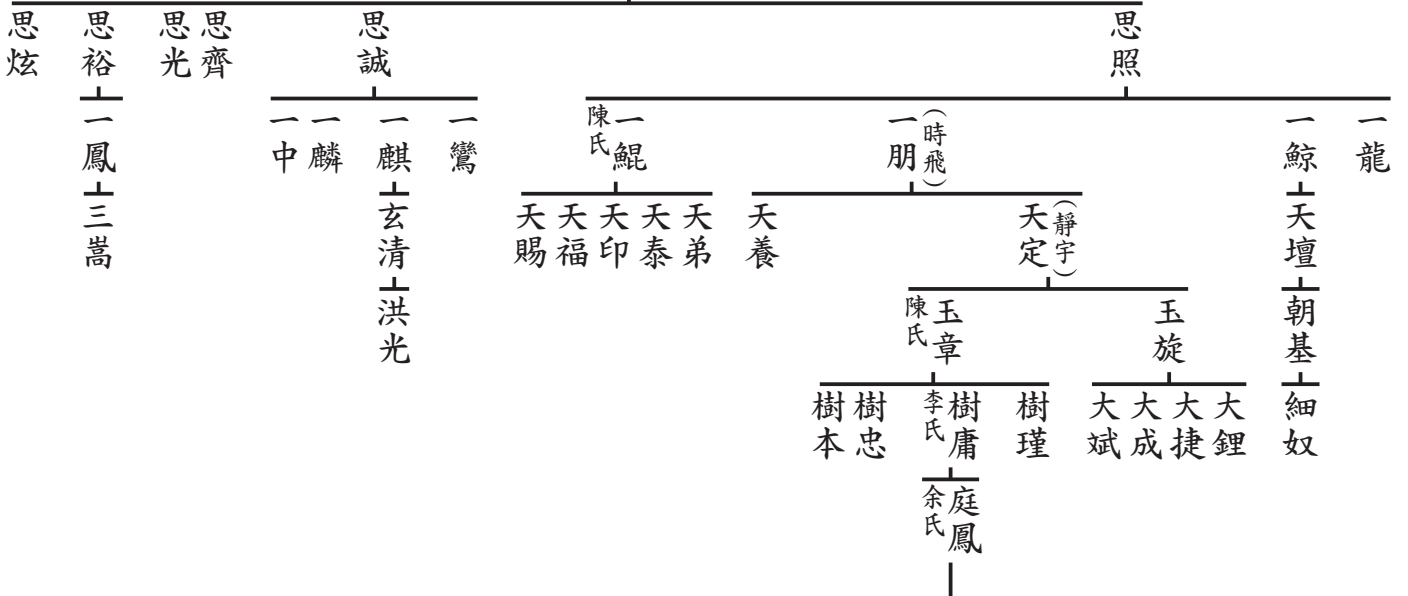 思照
思誠
思齊
思光
思裕
思炫
一龍
一鯨
一朋
(時飛)
一鯤
陳氏
一鸞
一麒
一麟
一中
一鳳
天壇
天定
(靜宇)
天養
天弟
天泰
天印
天福
天賜
玄清
三嵩
朝基
玉旋
玉章
陳氏
洪光
細奴
大鋰
大捷
大成
大斌
樹瑾
樹庸
李氏
樹忠
樹本
庭鳳
余氏